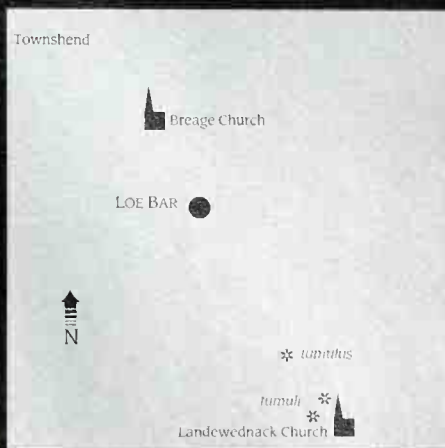 Townshend
Breage Church
LOE BAR
N
tumulus
tumuli
Landewednack Church